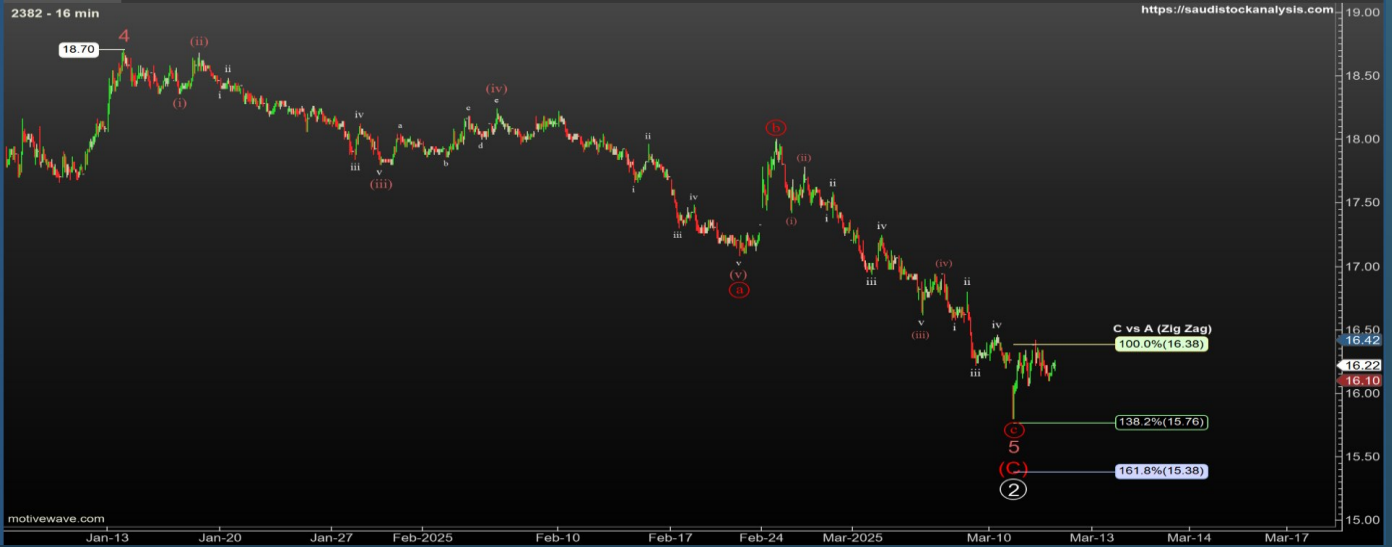 2382 - 16 min
https://saudistockanalysis.com
19.00
18.50
18.00
17.50
17.00
16.50
16.42
16.22
16.10
16.00
15.50
15.00
18.70
4
(i)
(ii)
i
ii
iii
iv
v
(iii)
a
b
c
d
e
(iv)
i
ii
iii
iv
v
(v)
a
b
(i)
(ii)
i
ii
iii
iv
v
(iii)
(iv)
i
ii
iii
iv
C vs A (Zig Zag)
100.0%(16.38)
138.2%(15.76)
161.8%(15.38)
c
5
(C)
2
motivewave.com
Jan-13
Jan-20
Jan-27
Feb-2025
Feb-10
Feb-17
Feb-24
Mar-2025
Mar-10
Mar-13
Mar-14
Mar-17